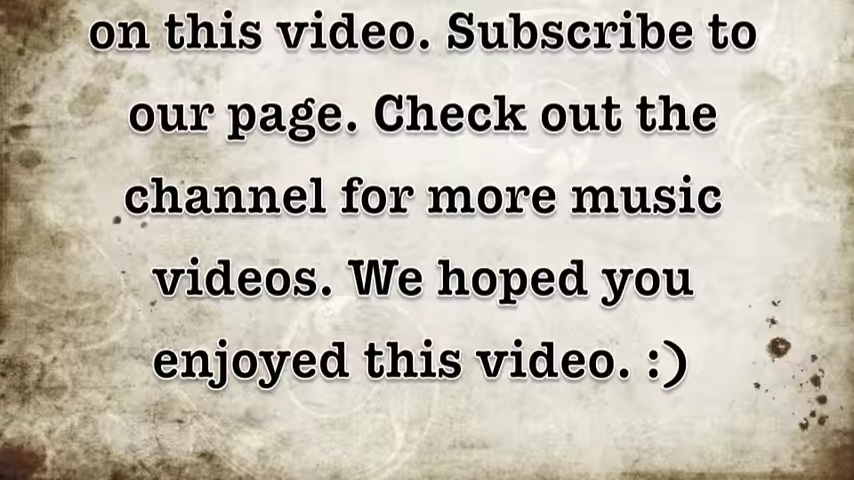 on this video. Subscribe to
our page. Check out the
channel for more music
videos. We hoped you
enjoyed this video. :)